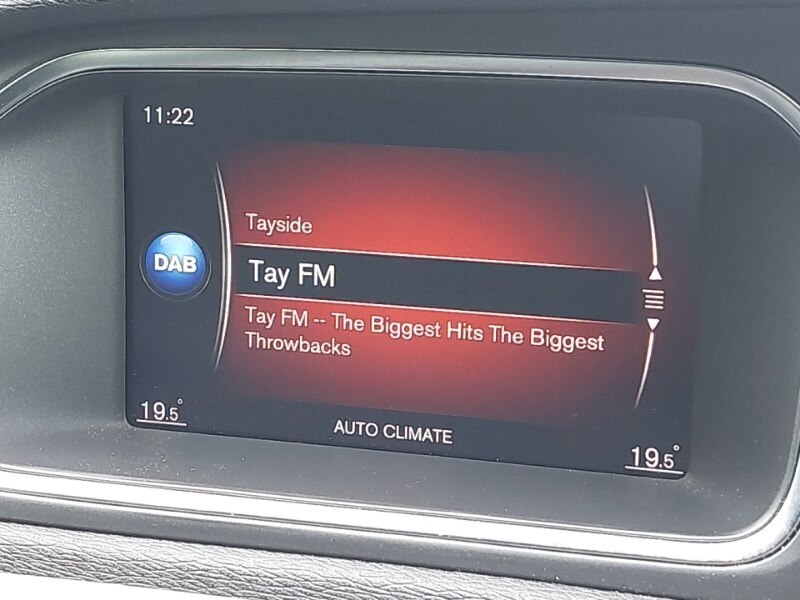 11:22
Tayside
DAB
Tay FM
Tay FM -- The Biggest Hits The Biggest
Throwbacks
19.5°
AUTO CLIMATE
19.5°